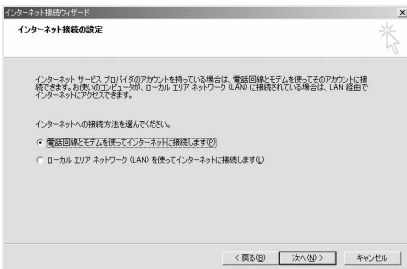 インターネット接続ウィザード
インターネット接続の設定
インターネット サービス プロバイダのアカウントを持っている場合は、電話回線とモデムを使ってそのアカウントに接
続できます。お使いのコンピュータが、ローカル エリア ネットワーク (LAN) に接続されている場合は、LAN 経由で
インターネットにアクセスできます。
インターネットへの接続方法を選んでください。
電話回線とモデムを使ってインターネットに接続します(P)
ローカル エリア ネットワーク (LAN) を使ってインターネットに接続します(L)
< 戻る(B)
次へ(N) >
キャンセル